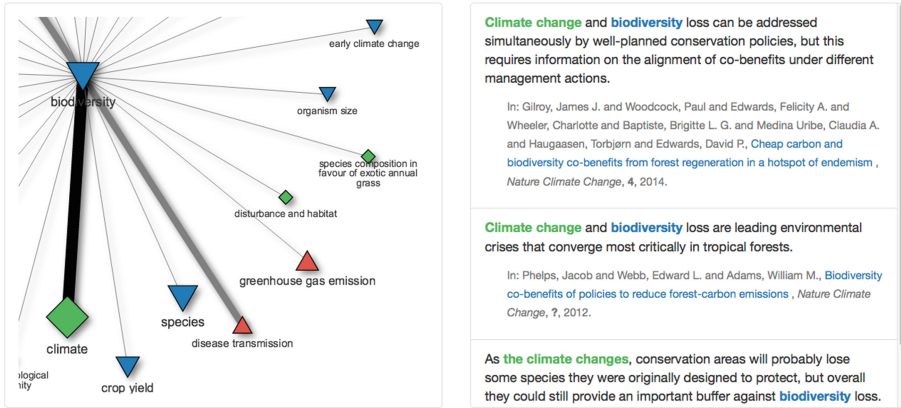 early climate change
biodiversity
organism size
species composition in
favour of exotic annual
grass
disturbance and habitat
greenhouse gas emission
species
disease transmission
climate
ological
nity
crop yield
Climate change and biodiversity loss can be addressed
simultaneously by well-planned conservation policies, but this
requires information on the alignment of co-benefits under different
management actions.
In: Gilroy, James J. and Woodcock, Paul and Edwards, Felicity A. and
Wheeler, Charlotte and Baptiste, Brigitte L. G. and Medina Uribe, Claudia A.
and Haugaasen, Torbjørn and Edwards, David P., Cheap carbon and
biodiversity co-benefits from forest regeneration in a hotspot of endemism ,
Nature Climate Change, 4, 2014.
Climate change and biodiversity loss are leading environmental
crises that converge most critically in tropical forests.
In: Phelps, Jacob and Webb, Edward L. and Adams, William M., Biodiversity
co-benefits of policies to reduce forest-carbon emissions , Nature Climate
Change, ?, 2012.
As the climate changes, conservation areas will probably lose
some species they were originally designed to protect, but overall
they could still provide an important buffer against biodiversity loss.